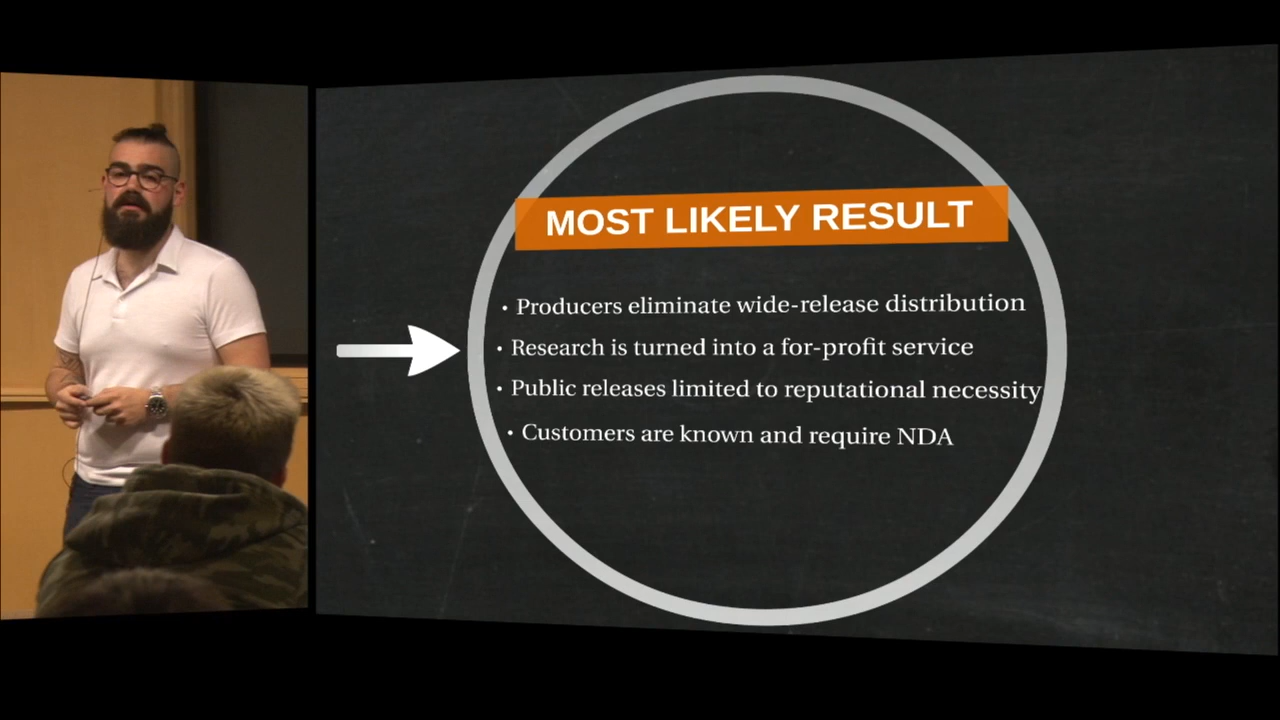 MOST LIKELY RESULT
• Producers eliminate wide-release distribution
• Research is turned into a for-profit service
• Public releases limited to reputational necessity
• Customers are known and require NDA